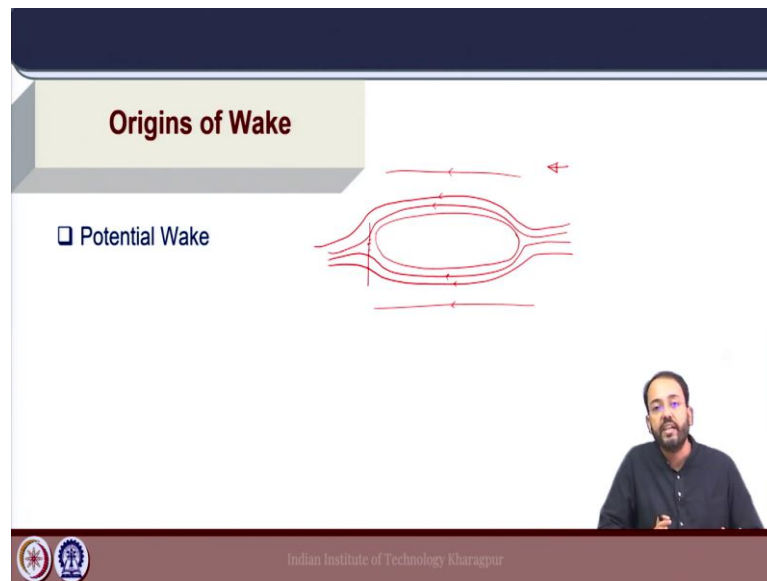 Origins of Wake
❑ Potential Wake
Indian Institute of Technology Kharagpur